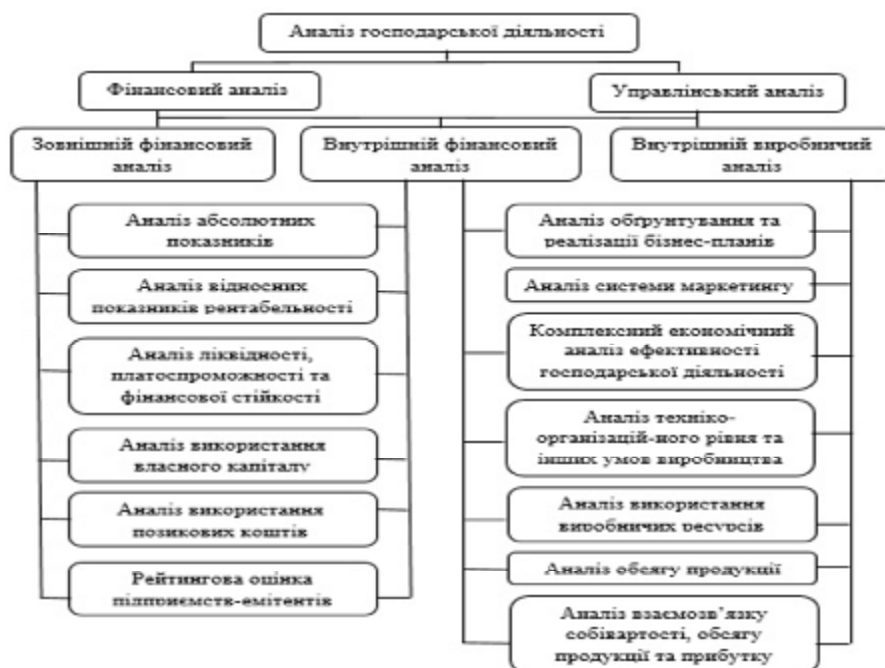 Аналіз господарської діяльності
Фінансовий аналіз
Управлінський аналіз
Зовнішній фінансовий
аналіз
Внутрішній фінансовий
аналіз
Внутрішній виробничий
аналіз
Аналіз абсолютних
показників
Аналіз відносних
показників рентабельності
Аналіз ліквідності,
платоспроможності та
фінансової стійкості
Аналіз використання
власного капіталу
Аналіз використання
позикових коштів
Рейтингова оцінка
підприємств-емітентів
Аналіз обґрунтування та
реалізації бізнес-планів
Аналіз системи маркетингу
Комплексний економічний
аналіз ефективності
господарської діяльності
Аналіз техніко-
організацій-ного рівня та
інших умов виробництва
Аналіз використання
виробничих ресурсів
Аналіз обсягу продукції
Аналіз взаємозв'язку
собівартості, обсягу
продукції та прибутку